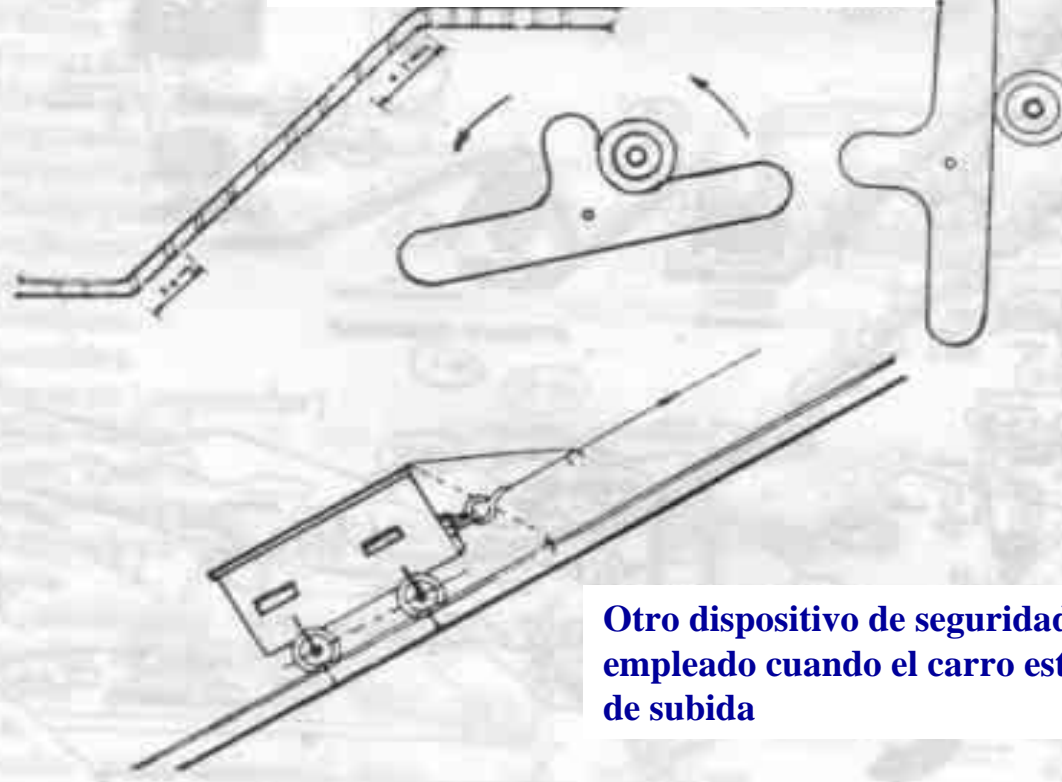 Otro dispositivo de seguridad
empleado cuando el carro est
de subida